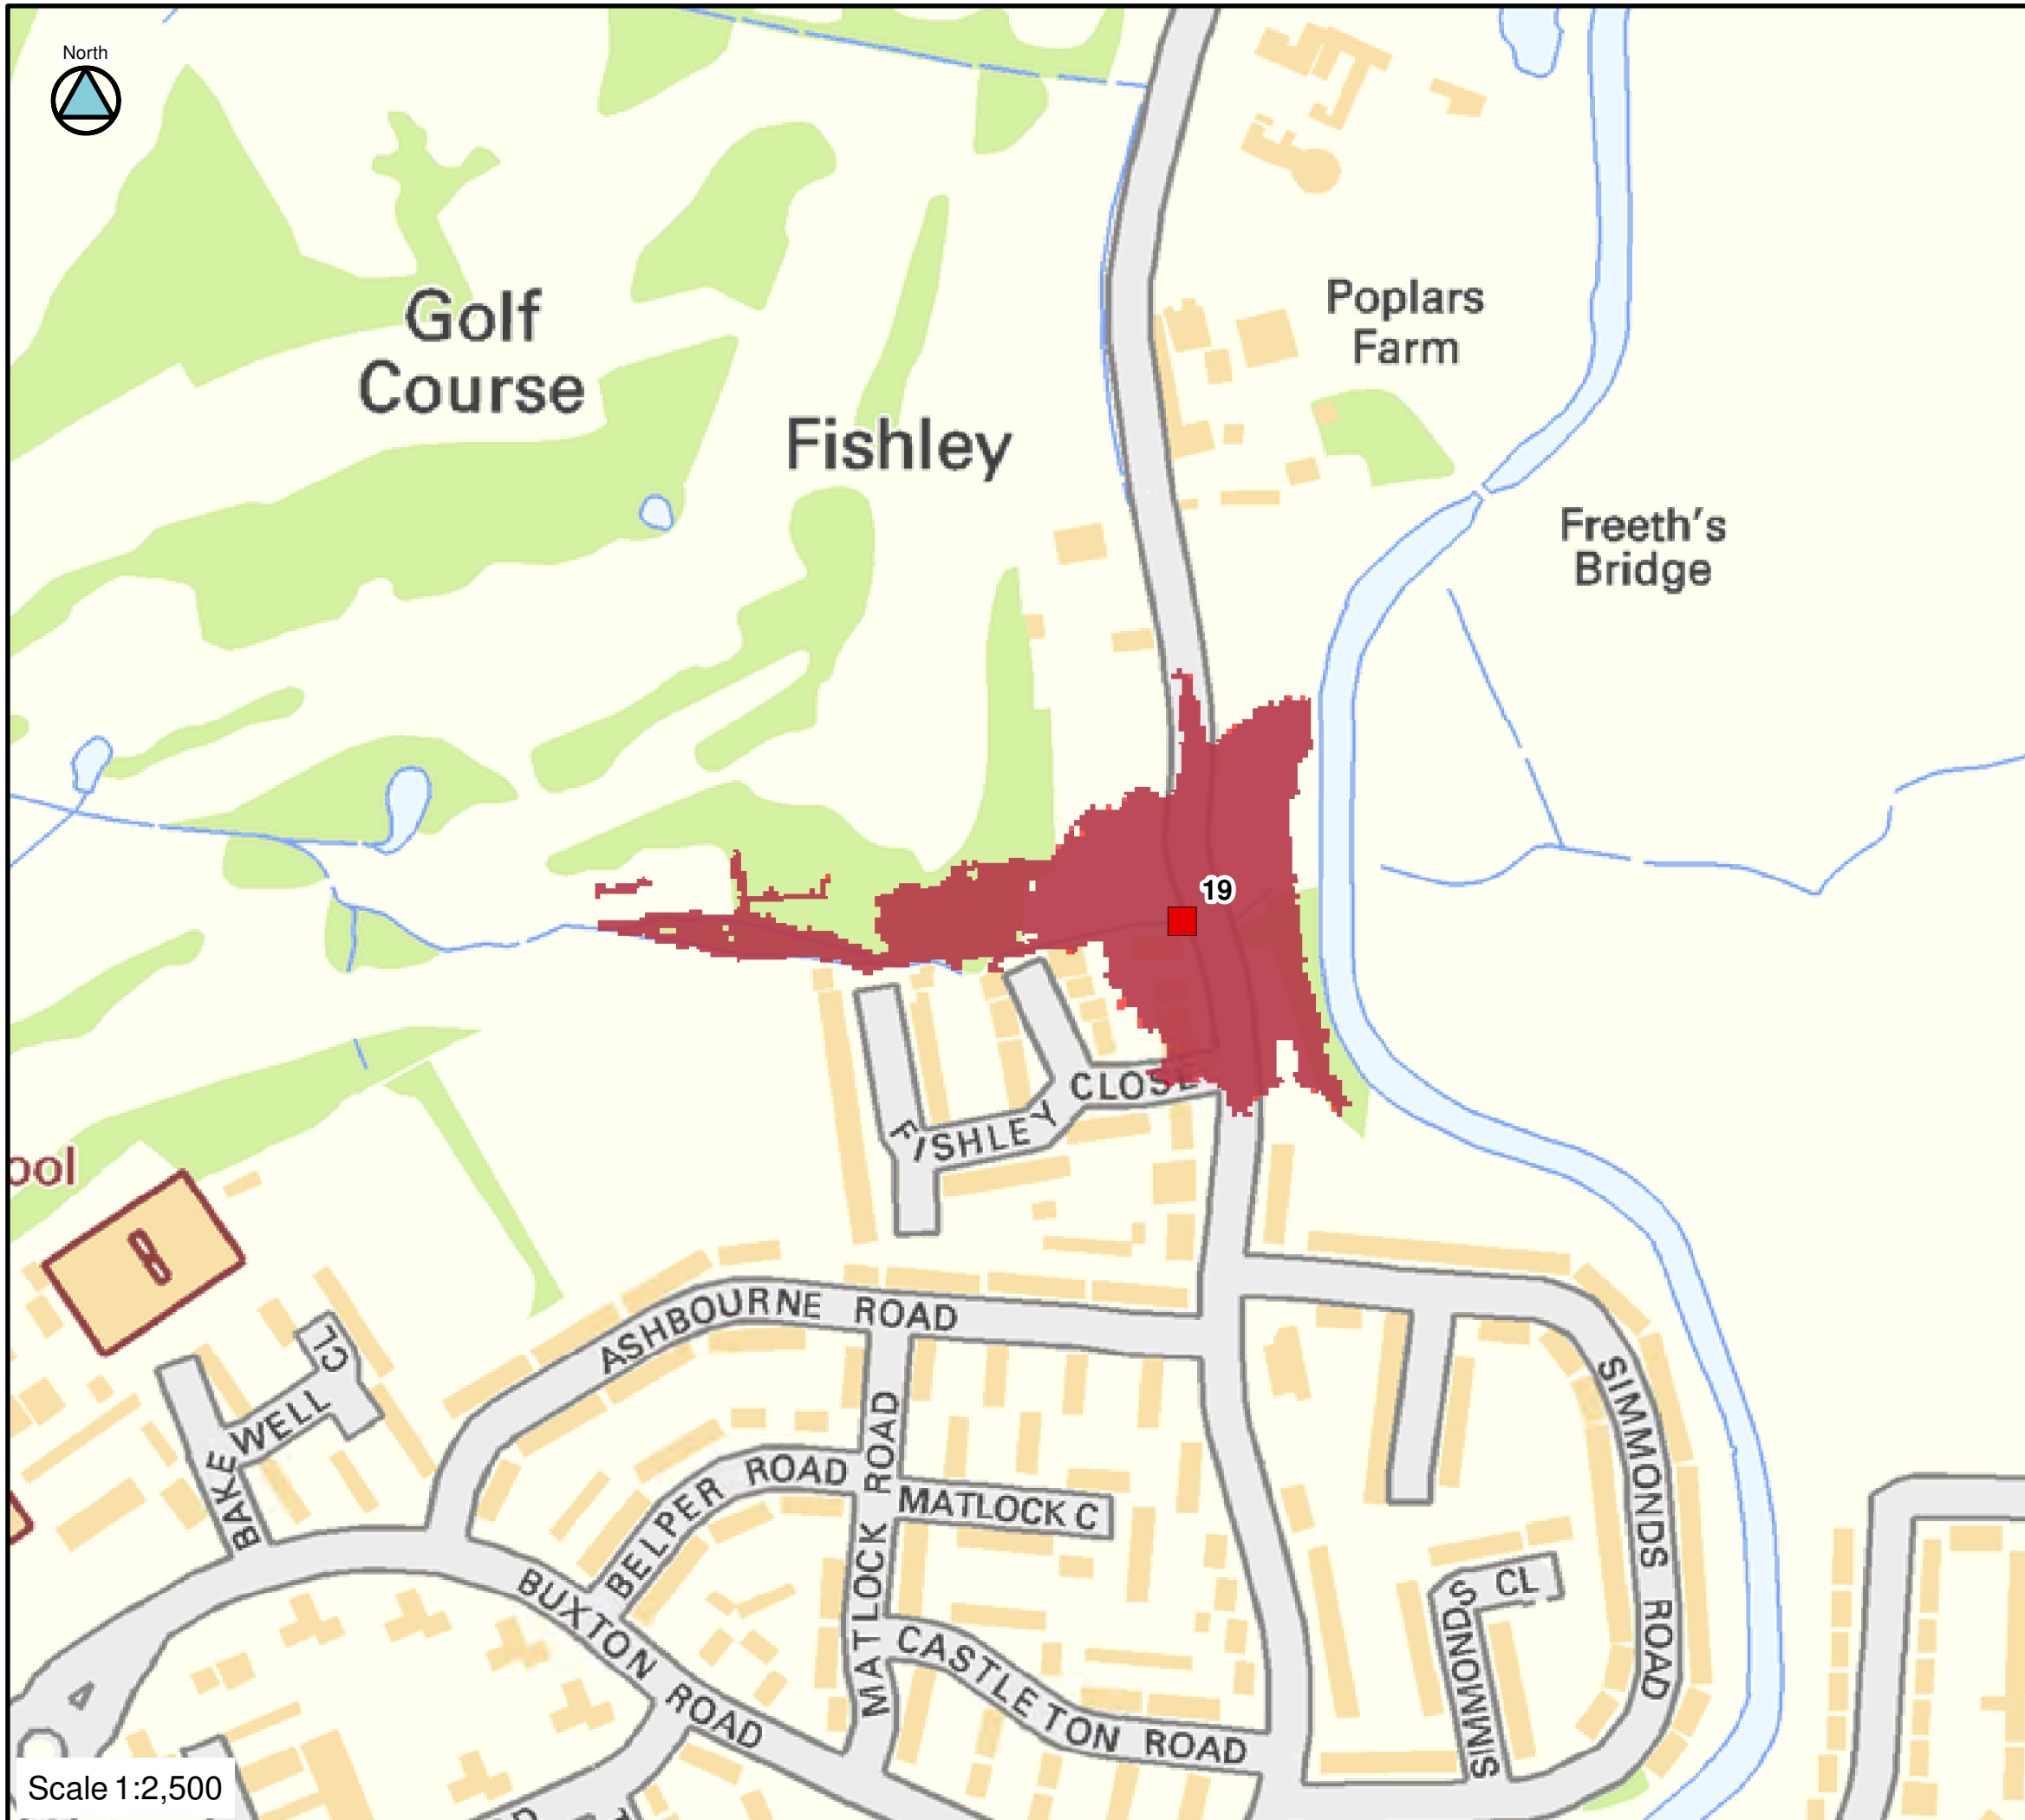 North
Golf
Course
Fishley
Poplars
Farm
Freeth's
Bridge
19
FISHLEY CLOSE
ool
ASHBOURNE ROAD
BAKEWELL CL
BELPER ROAD
MATLOCK ROAD
MATLOCK C
BUXTON ROAD
CASTLETON ROAD
SIMMONDS ROAD
SIMMONDS CL
Scale 1:2,500